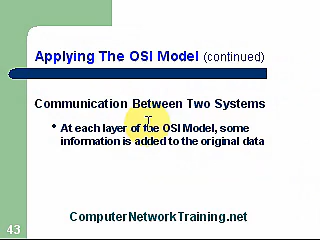 Applying The OSI Model (continued)
Communication Between Two Systems
• At each layer of the OSI Model, some
information is added to the original data
ComputerNetworkTraining.net
43